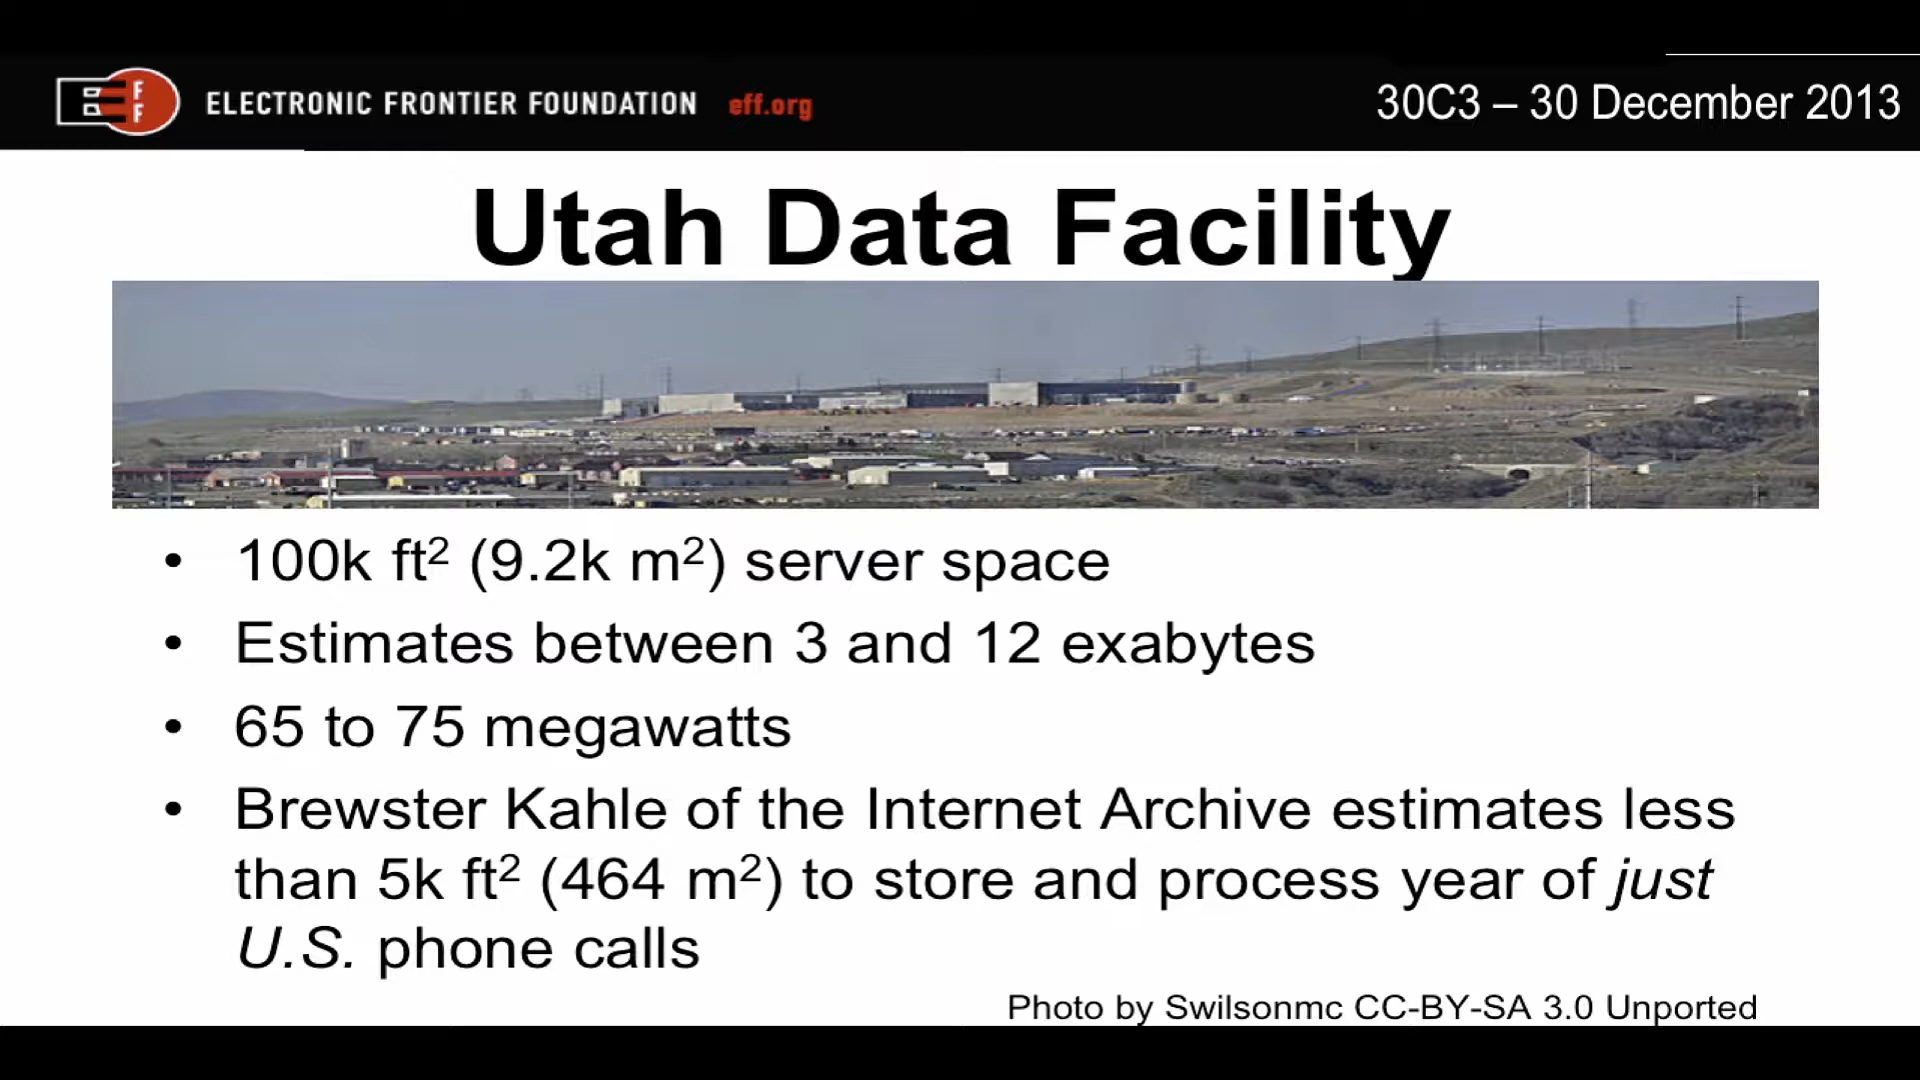 EFF ELECTRONIC FRONTIER FOUNDATION eff.org
30C3 – 30 December 2013
Utah Data Facility
• 100k ft² (9.2k m²) server space
• Estimates between 3 and 12 exabytes
• 65 to 75 megawatts
• Brewster Kahle of the Internet Archive estimates less
than 5k ft² (464 m²) to store and process year of just
U.S. phone calls
Photo by Swilsonmc CC-BY-SA 3.0 Unported